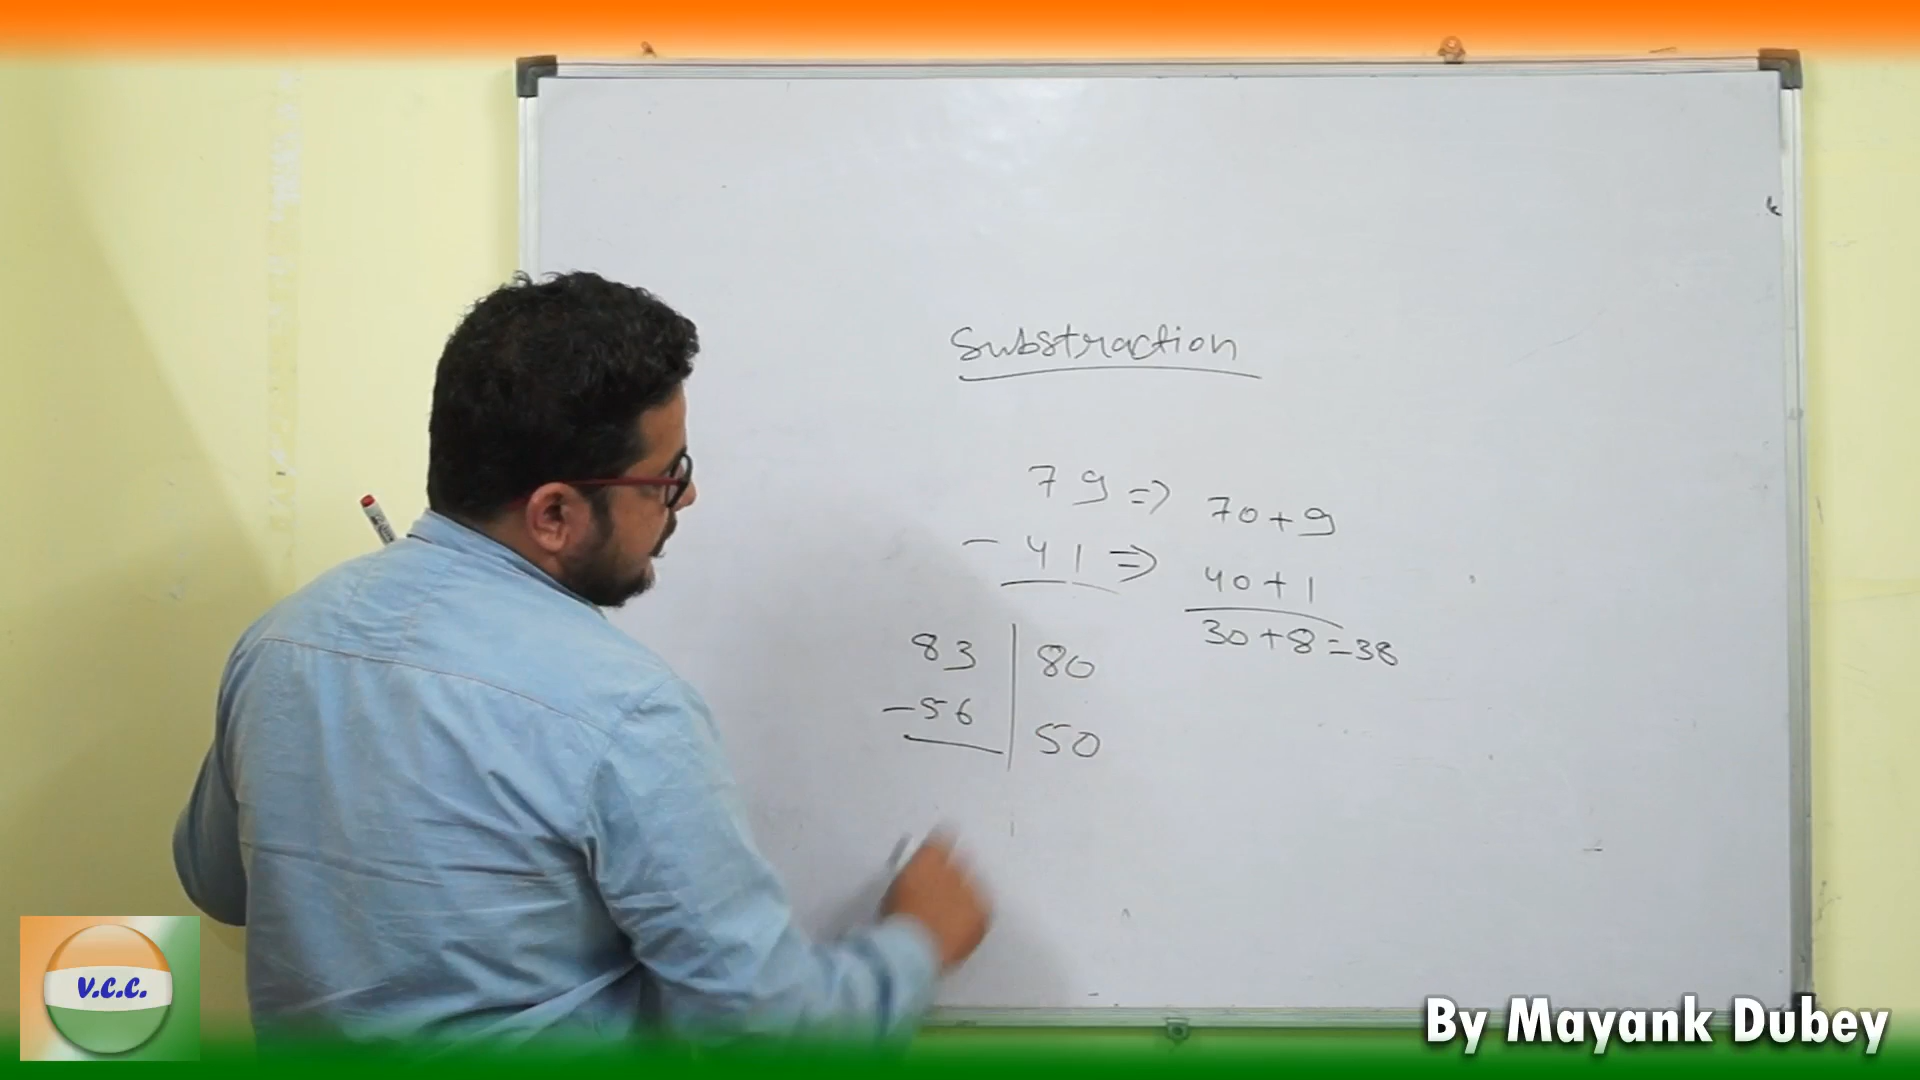 Substraction
79 => 70+9
- 41 => 40+1
30+8=38
83 | 80
-56 | 50
V.C.C.
By Mayank Dubey